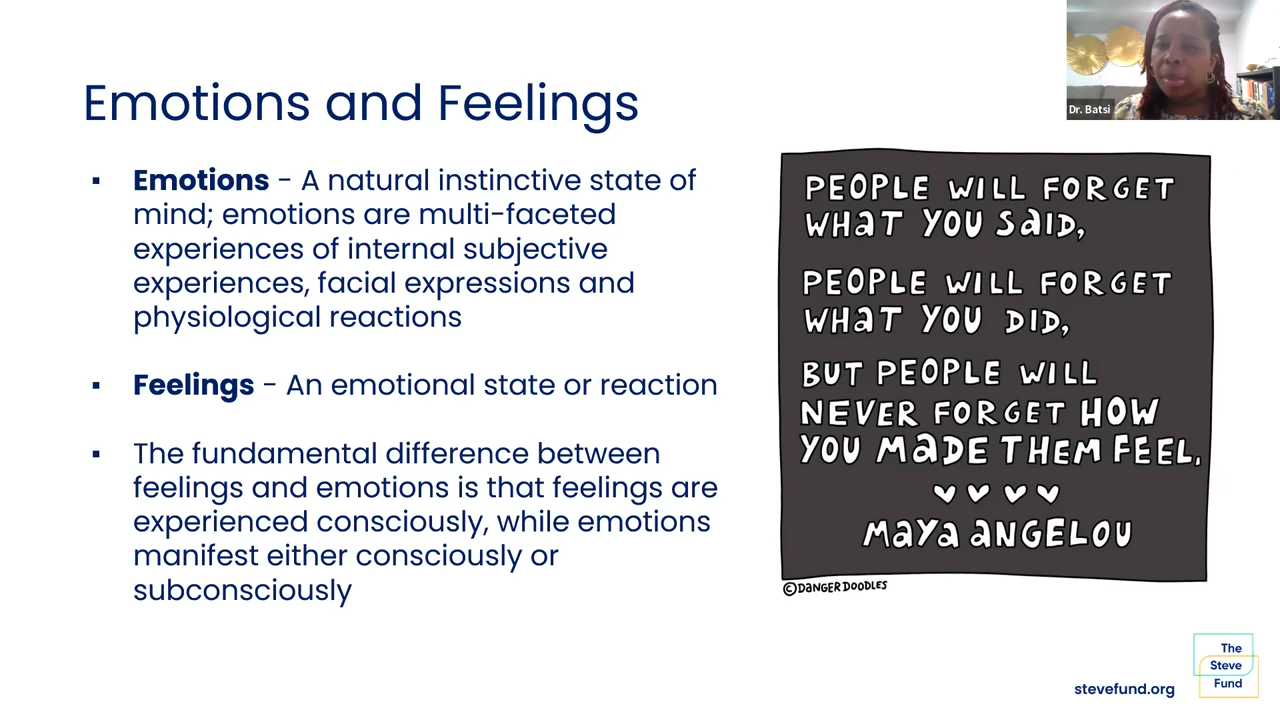 Emotions and Feelings
▪ Emotions - A natural instinctive state of
mind; emotions are multi-faceted
experiences of internal subjective
experiences, facial expressions and
physiological reactions
▪ Feelings - An emotional state or reaction
▪ The fundamental difference between
feelings and emotions is that feelings are
experienced consciously, while emotions
manifest either consciously or
subconsciously
Dr. Batsi
PEOPLE WILL FORGET
WHaT YOU SaID,
PEOPLE WILL FORGET
WHaT YOU DID,
BUT PEOPLE WILL
NEVER FORGET HOW
YOU MaDE THEM FEEL.
MaYa aNGELOU
©DaNGER DOODLES
stevefund.org
The
Steve
Fund